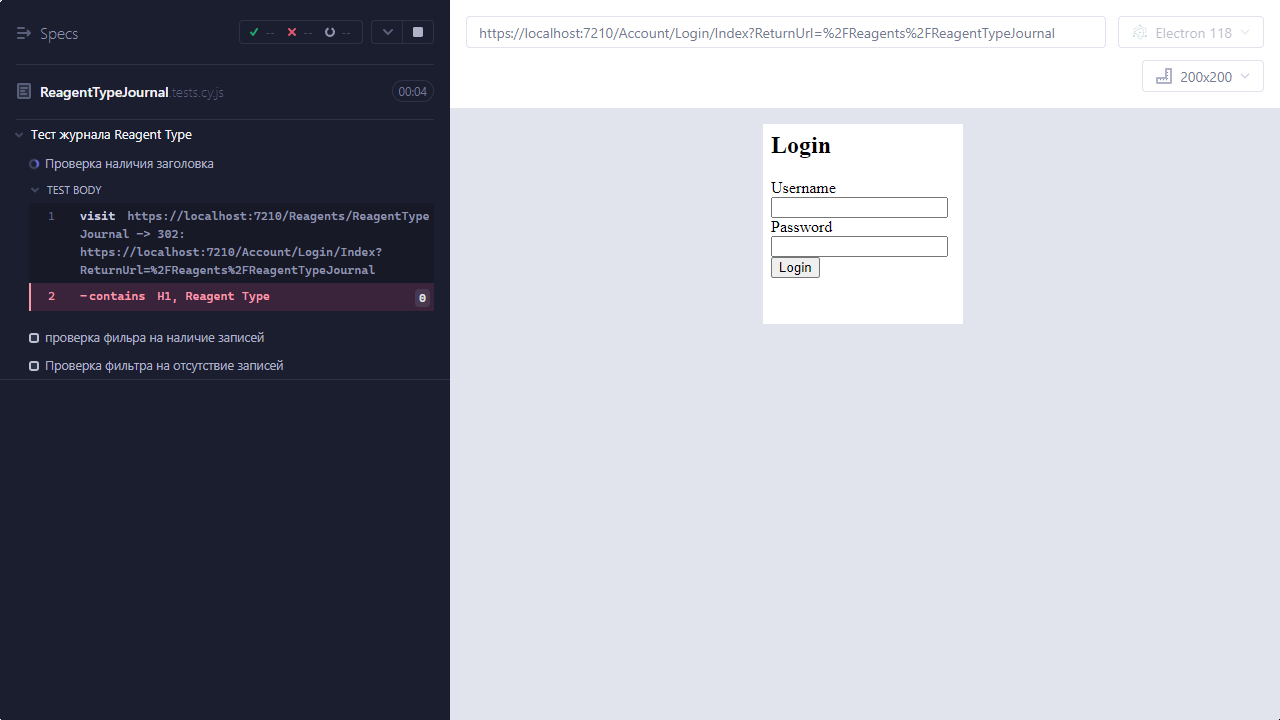 Specs
-- -- --
ReagentTypeJournal.tests.cy.js 00:04
Тест журнала Reagent Type
Проверка наличия заголовка
TEST BODY
1 visit https://localhost:7210/Reagents/ReagentType
Journal -> 302:
https://localhost:7210/Account/Login/Index?
ReturnUrl=%2FReagents%2FReagentTypeJournal
2 -contains H1, Reagent Type 0
проверка фильра на наличие записей
Проверка фильтра на отсутствие записей
https://localhost:7210/Account/Login/Index?ReturnUrl=%2FReagents%2FReagentTypeJournal
Electron 118
200x200
Login
Username
Password
Login